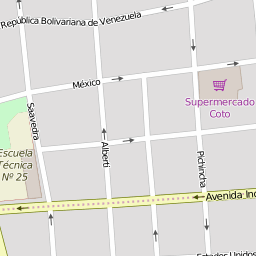 República Bolivariana de Venezuela
México
Supermercado
Coto
Saavedra
Alberti
Pichincha
Escuela
Técnica
Nº 25
Avenida Ind
Estados Unidos